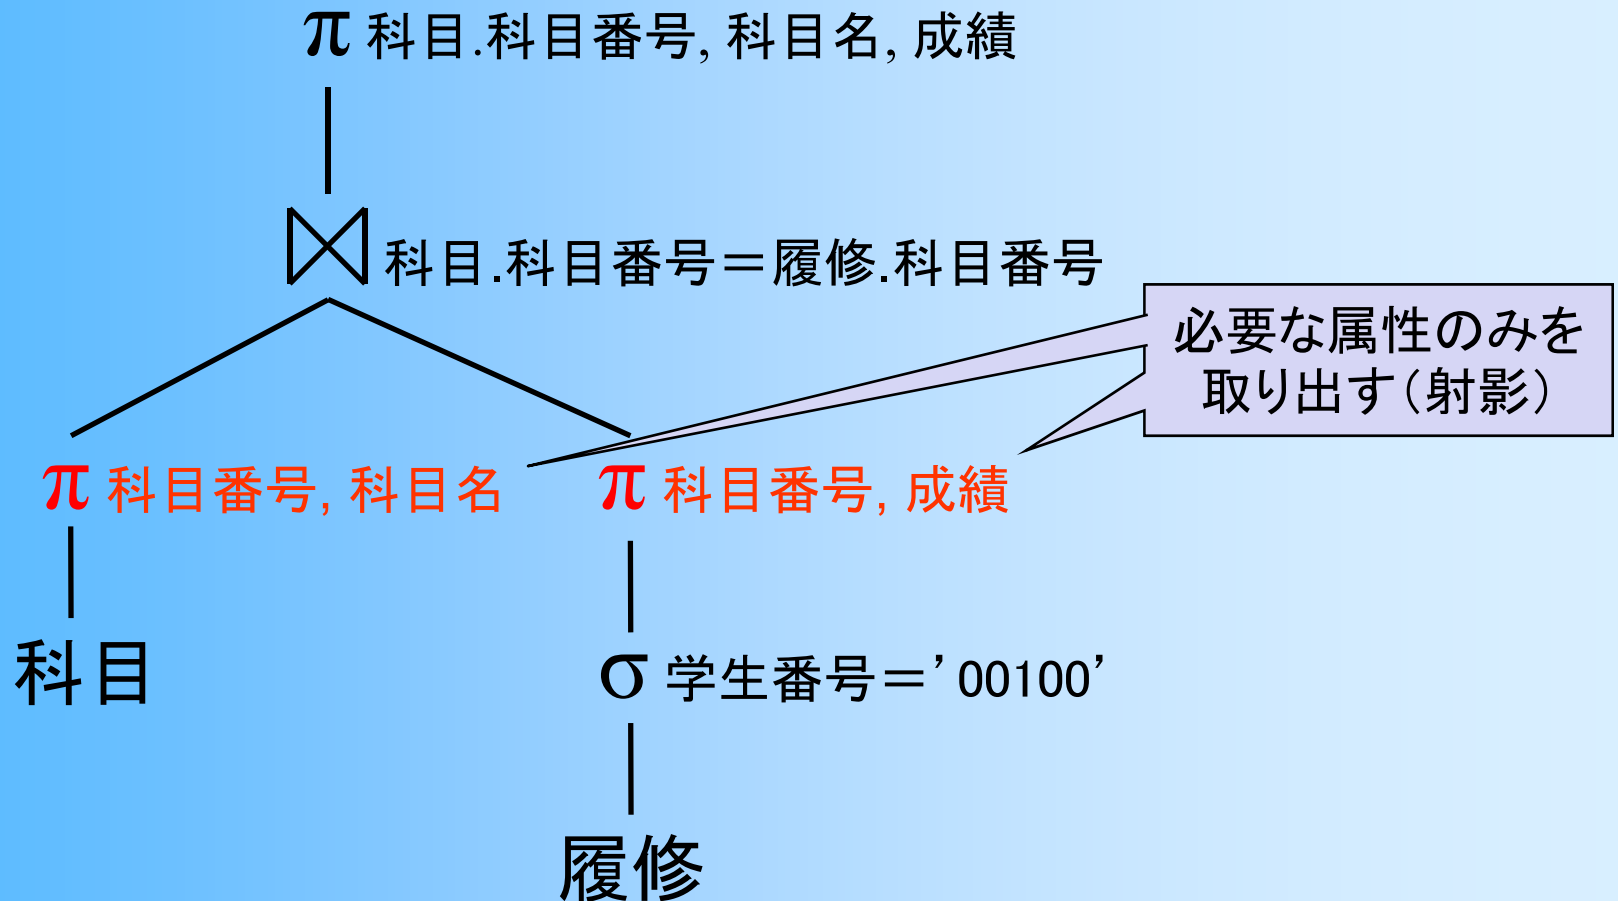 π 科目.科目番号, 科目名, 成績
科目.科目番号＝履修.科目番号
必要な属性のみを
取り出す（射影）
π 科目番号, 科目名
π 科目番号, 成績
科目
σ 学生番号＝’00100’
履修